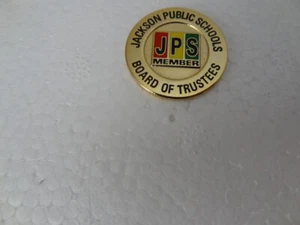 JACKSON PUBLIC SCHOOLS
JPS
MEMBER
BOARD OF TRUSTEES